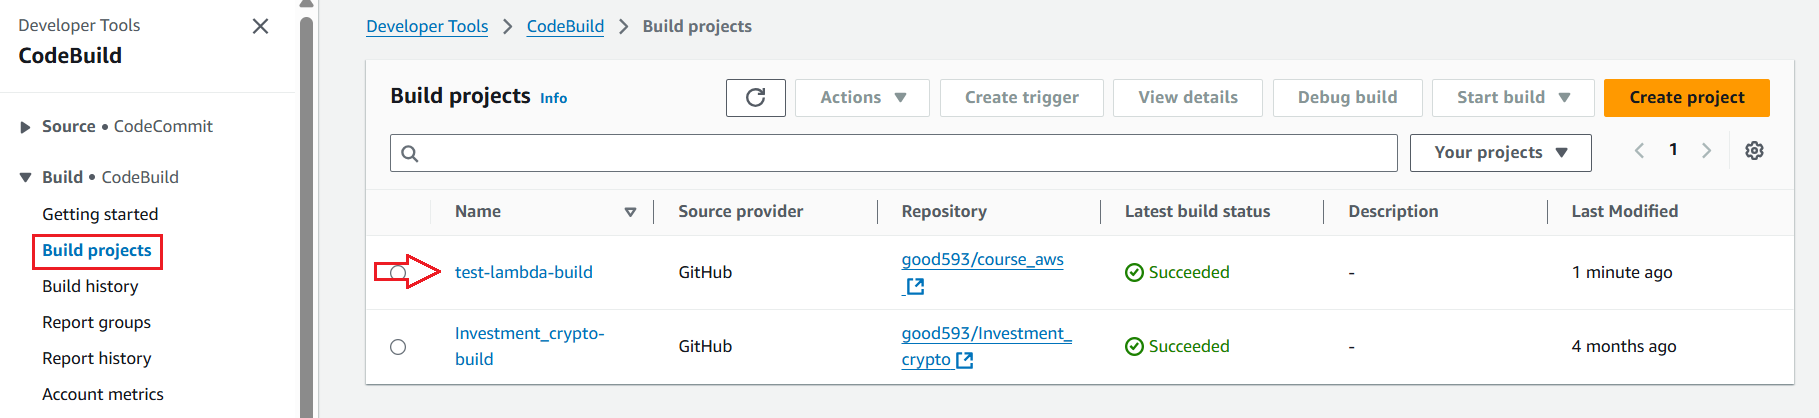 Developer Tools
CodeBuild
Source • CodeCommit
Build • CodeBuild
Getting started
Build projects
Build history
Report groups
Report history
Account metrics
Developer Tools > CodeBuild > Build projects
Build projects Info
Actions
Create trigger
View details
Debug build
Start build
Create project
Your projects
1
Name
Source provider
Repository
Latest build status
Description
Last Modified
test-lambda-build
GitHub
good593/course_aws
Succeeded
-
1 minute ago
Investment_crypto-
build
GitHub
good593/Investment_
crypto
Succeeded
-
4 months ago